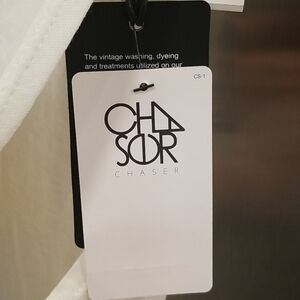 The vintage washing, dyeing
and treatments utilized on our
CS-1
CHA
SOR
CHASER